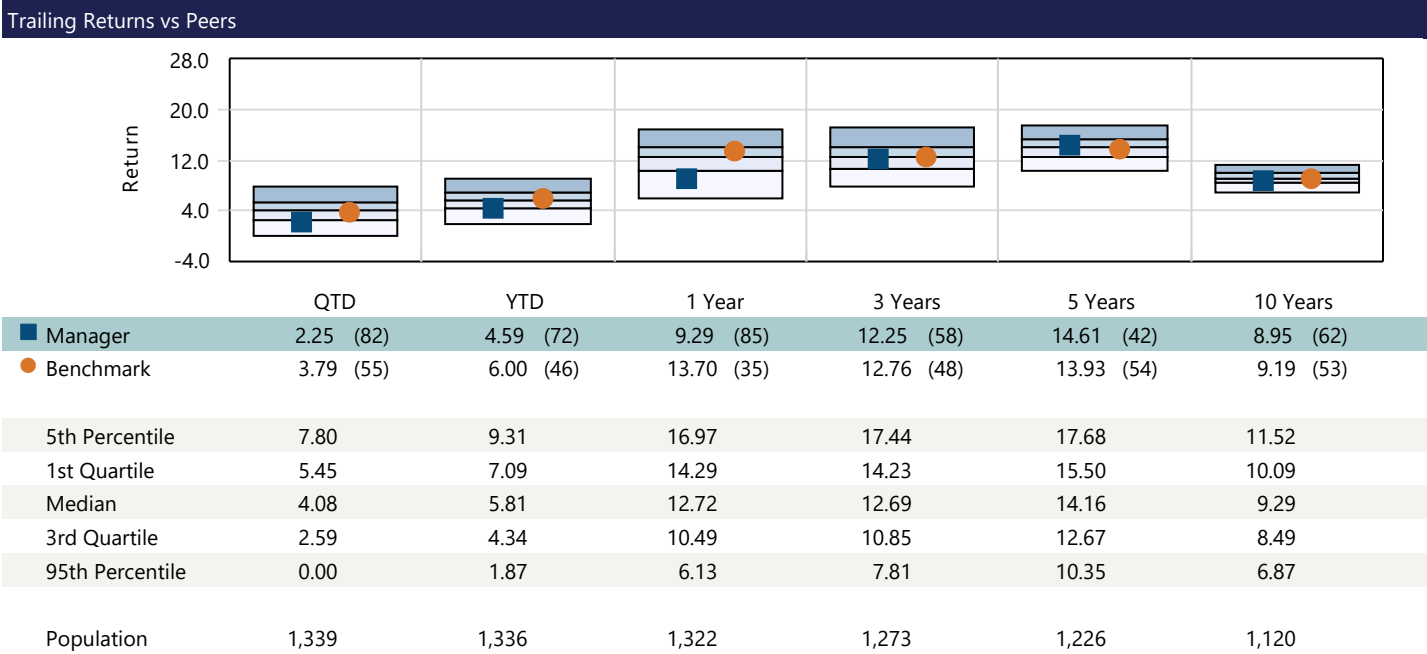 Trailing Returns vs Peers
28.0
20.0
12.0
4.0
-4.0
Return
QTD YTD 1 Year 3 Years 5 Years 10 Years
Manager 2.25 (82) 4.59 (72) 9.29 (85) 12.25 (58) 14.61 (42) 8.95 (62)
Benchmark 3.79 (55) 6.00 (46) 13.70 (35) 12.76 (48) 13.93 (54) 9.19 (53)
5th Percentile 7.80 9.31 16.97 17.44 17.68 11.52
1st Quartile 5.45 7.09 14.29 14.23 15.50 10.09
Median 4.08 5.81 12.72 12.69 14.16 9.29
3rd Quartile 2.59 4.34 10.49 10.85 12.67 8.49
95th Percentile 0.00 1.87 6.13 7.81 10.35 6.87
Population 1,339 1,336 1,322 1,273 1,226 1,120